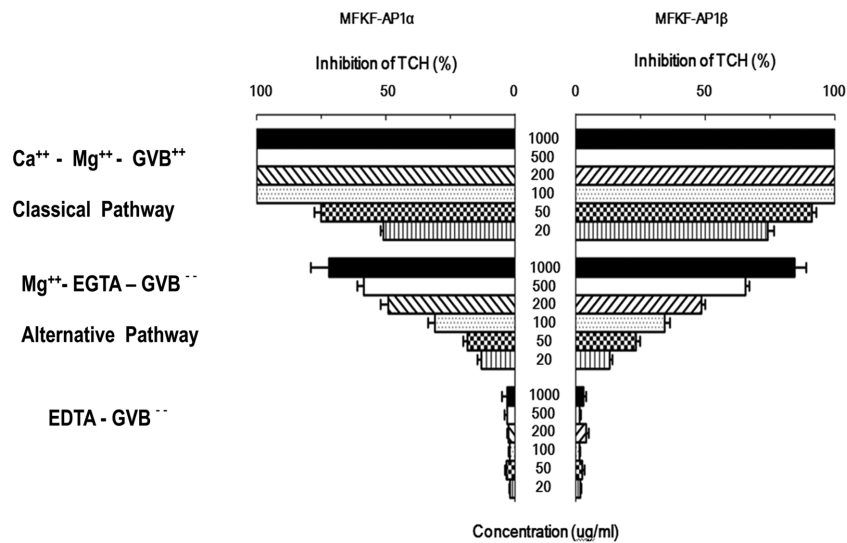 MFKF-AP1α MFKF-AP1β
Inhibition of TCH (%) Inhibition of TCH (%)
100 50 0 0 50 100
Ca++ - Mg++ - GVB++
Classical Pathway
1000
500
200
100
50
20
Mg++- EGTA – GVB - -
Alternative Pathway
1000
500
200
100
50
20
EDTA - GVB - -
1000
500
200
100
50
20
Concentration (ug/ml)